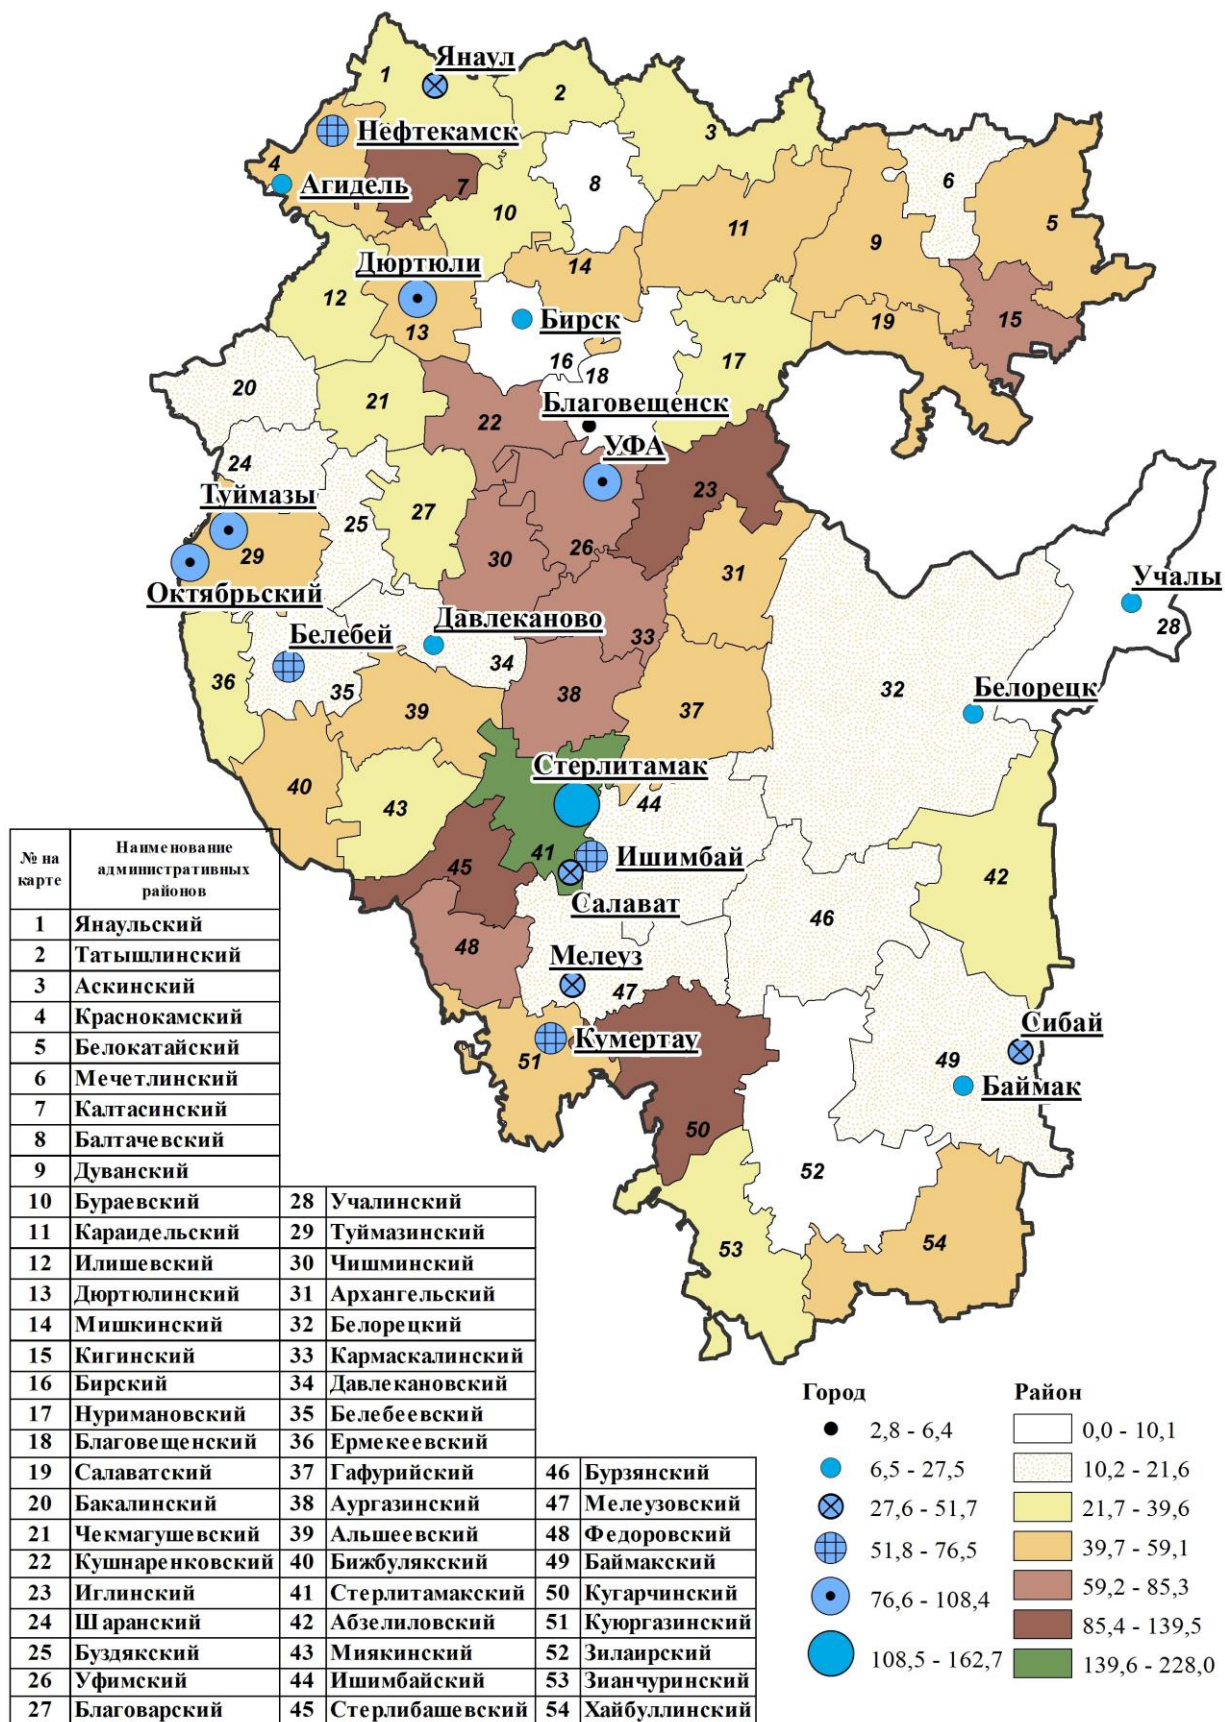 Янаул
1
2
3
Нефтекамск
4
Агидель
7
8
6
5
10
11
9
Дюртюли
14
12
13
Бирск
19
15
16
18
17
20
21
Благовещенск
22
УФА
24
Туймазы
23
25
27
26
29
30
31
Октябрьский
Учалы
28
Белебей
Давлеканово
33
36
35
34
32
Белорецк
38
37
39
40
43
Стерлитамак
44
41
Ишимбай
45
42
Салават
46
48
Мелеуз
47
Сибай
51
Кумертау
49
Баймак
50
52
53
54
№ на карте Наименование административных районов
1 Янаульский
2 Татышлинский
3 Аскинский
4 Краснокамский
5 Белокатайский
6 Мечетлинский
7 Калтасинский
8 Балтачевский
9 Дуванский
10 Бураевский 28 Учалинский
11 Караидельский 29 Туймазинский
12 Илишевский 30 Чишминский
13 Дюртюлинский 31 Архангельский
14 Мишкинский 32 Белорецкий
15 Кигинский 33 Кармаскалинский
16 Бирский 34 Давлекановский
17 Нуримановский 35 Белебеевский
18 Благовещенский 36 Ермекеевский
19 Салаватский 37 Гафурийский 46 Бурзянский
20 Бакалинский 38 Аургазинский 47 Мелеузовский
21 Чекмагушевский 39 Альшеевский 48 Федоровский
22 Кушнаренковский 40 Бижбулякский 49 Баймакский
23 Иглинский 41 Стерлитамакский 50 Кугарчинский
24 Шаранский 42 Абзелиловский 51 Куюргазинский
25 Буздякский 43 Миякинский 52 Зилаирский
26 Уфимский 44 Ишимбайский 53 Зианчуринский
27 Благоварский 45 Стерлибашевский 54 Хайбуллинский
Город
2,8 - 6,4
6,5 - 27,5
27,6 - 51,7
51,8 - 76,5
76,6 - 108,4
108,5 - 162,7
Район
0,0 - 10,1
10,2 - 21,6
21,7 - 39,6
39,7 - 59,1
59,2 - 85,3
85,4 - 139,5
139,6 - 228,0